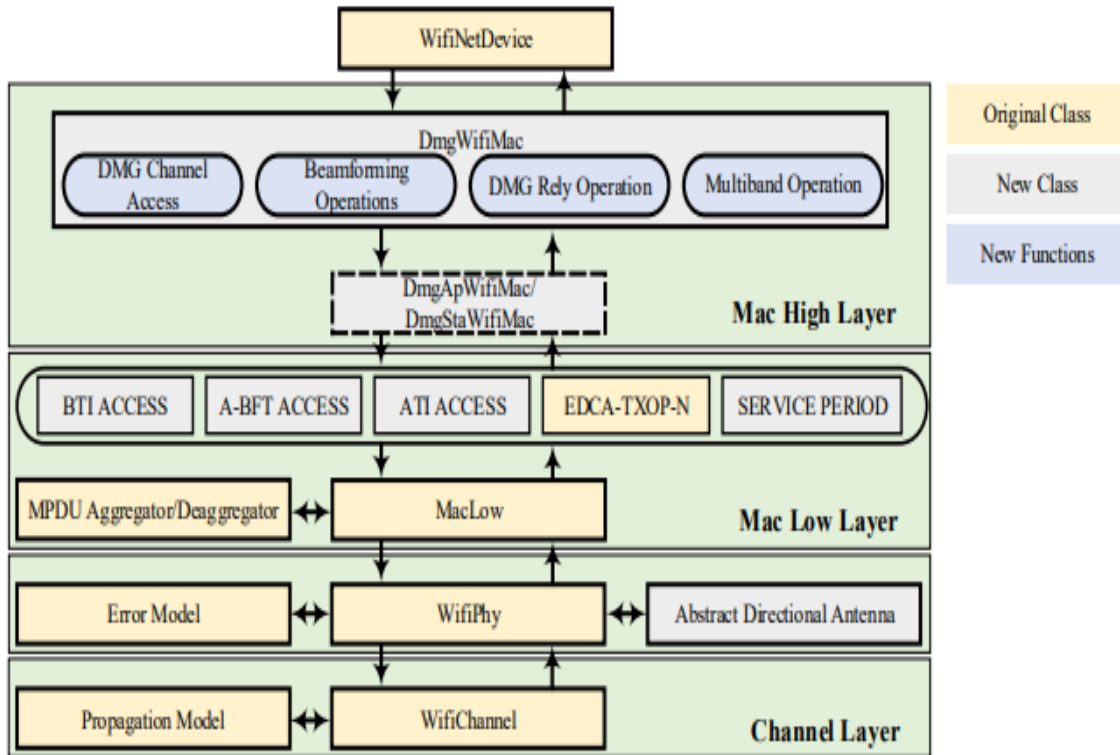 WifiNetDevice
DmgWifiMac
DMG Channel
Access
Beamforming
Operations
DMG Rely Operation
Multiband Operation
DmgApWifiMac/
DmgStaWifiMac
Mac High Layer
BTI ACCESS
A-BFT ACCESS
ATI ACCESS
EDCA-TXOP-N
SERVICE PERIOD
MPDU Aggregator/Deaggregator
MacLow
Mac Low Layer
Error Model
WifiPhy
Abstract Directional Antenna
Propagation Model
WifiChannel
Channel Layer
Original Class
New Class
New Functions